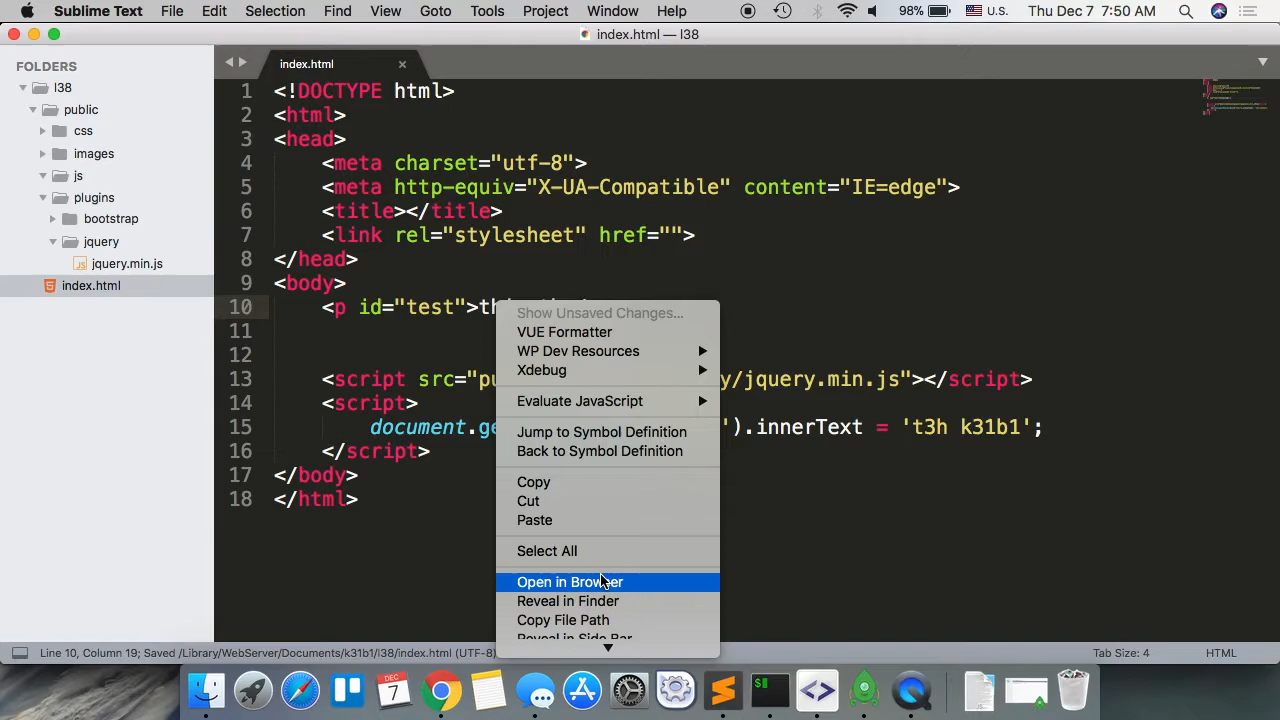 Sublime Text File Edit Selection Find View Goto Tools Project Window Help 98% U.S. Thu Dec 7 7:50 AM
index.html — l38
FOLDERS
l38
public
css
images
js
plugins
bootstrap
jquery
jquery.min.js
index.html
index.html
1 <!DOCTYPE html>
2 <html>
3 <head>
4 <meta charset="utf-8">
5 <meta http-equiv="X-UA-Compatible" content="IE=edge">
6 <title></title>
7 <link rel="stylesheet" href="">
8 </head>
9 <body>
10 <p id="test">
11
12
13 <script src="pu y/jquery.min.js"></script>
14 <script>
15 document.ge ').innerText = 't3h k31b1';
16 </script>
17 </body>
18 </html>
Show Unsaved Changes...
VUE Formatter
WP Dev Resources
Xdebug
Evaluate JavaScript
Jump to Symbol Definition
Back to Symbol Definition
Copy
Cut
Paste
Select All
Open in Browser
Reveal in Finder
Copy File Path
Reveal in Side Bar
Line 10, Column 19; Saved /Library/WebServer/Documents/k31b1/l38/index.html (UTF-8) Tab Size: 4 HTML
DEC
7
$